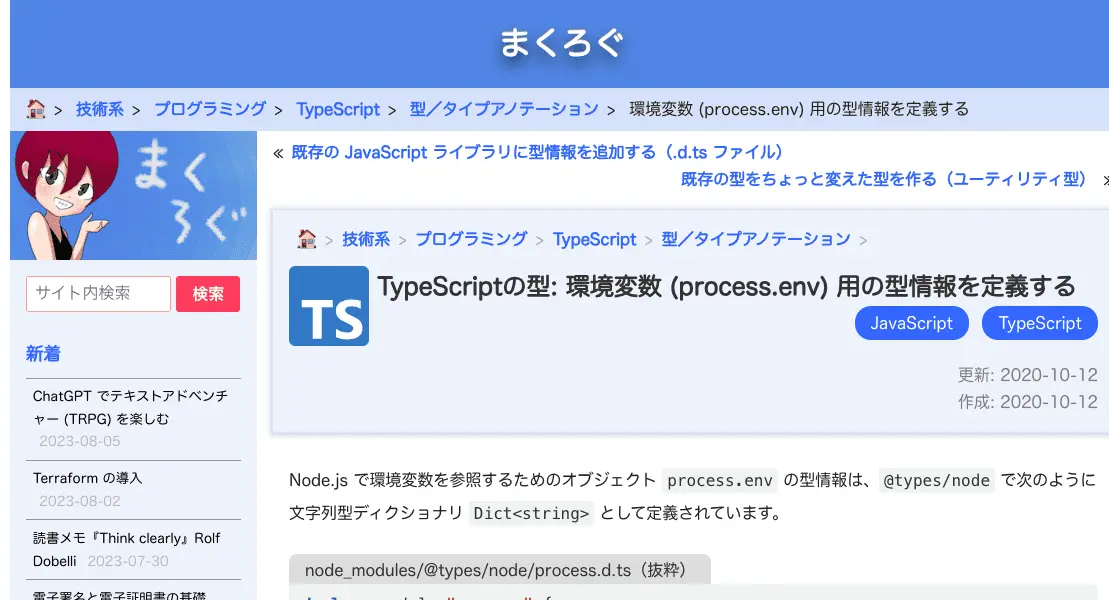 まくろぐ
> 技術系 > プログラミング > TypeScript > 型／タイプアノテーション > 環境変数 (process.env) 用の型情報を定義する
まく
ろぐ
サイト内検索 検索
新着
ChatGPT でテキストアドベンチ
ャー (TRPG) を楽しむ
2023-08-05
Terraform の導入
2023-08-02
読書メモ『Think clearly』Rolf
Dobelli 2023-07-30
電子署名と電子証明書の基礎
« 既存の JavaScript ライブラリに型情報を追加する（.d.ts ファイル）
既存の型をちょっと変えた型を作る（ユーティリティ型） »
> 技術系 > プログラミング > TypeScript > 型／タイプアノテーション >
TS
TypeScriptの型: 環境変数 (process.env) 用の型情報を定義する
JavaScript TypeScript
更新: 2020-10-12
作成: 2020-10-12
Node.js で環境変数を参照するためのオブジェクト process.env の型情報は、 @types/node で次のように
文字列型ディクショナリ Dict<string> として定義されています。
node_modules/@types/node/process.d.ts（抜粋）